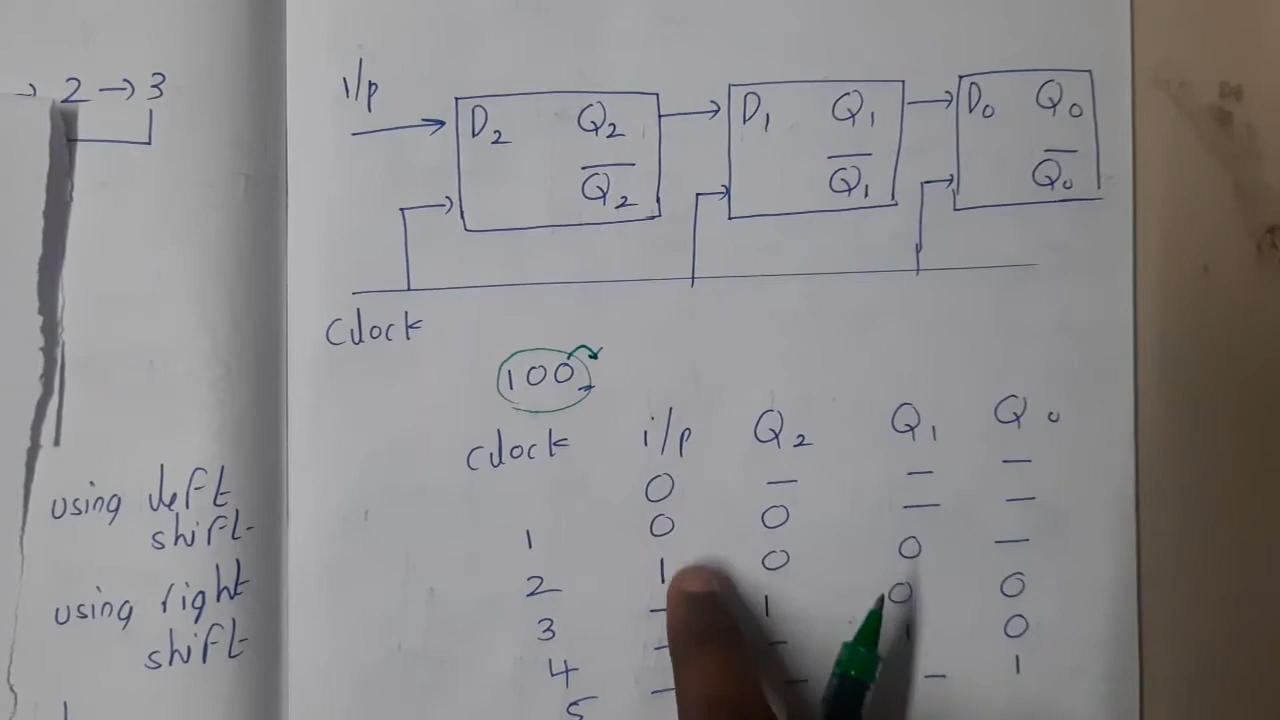 → 2 → 3
using left
shift
using right
shift
i/p
D₂ Q₂
Q̅₂
D₁ Q₁
Q̅₁
D₀ Q₀
Q̅₀
Clock
100
Clock i/p Q₂ Q₁ Q₀
0 — — —
1 0 0 — —
2 1 0 0 —
3 — 1 0 0
4 — — 1 0
5 — — — 1